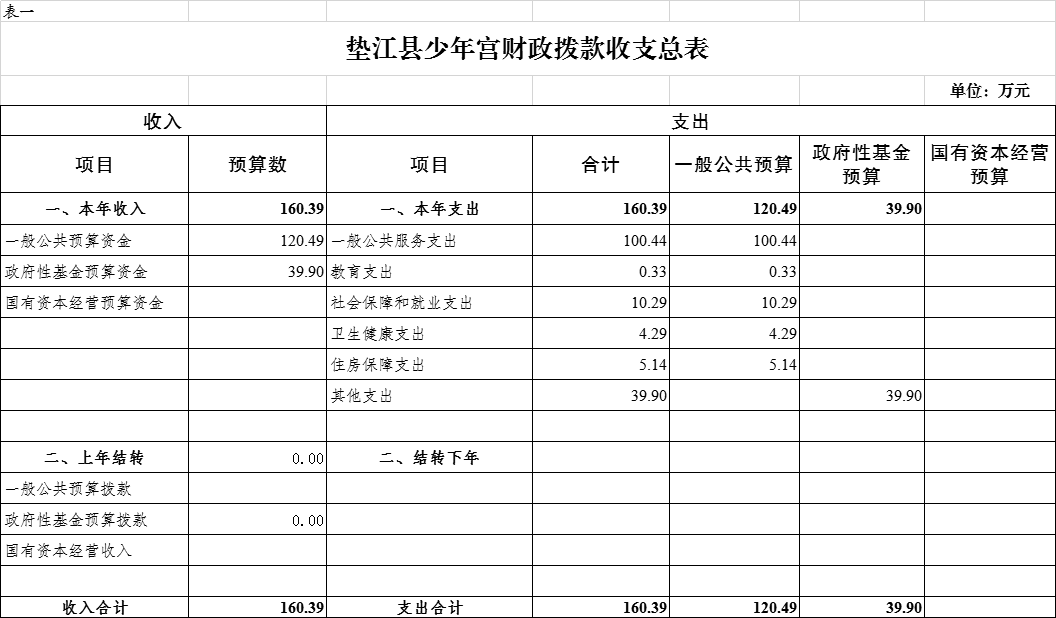 表一
垫江县少年宫财政拨款收支总表
单位：万元
收入 支出
项目 预算数 项目 合计 一般公共预算 政府性基金预算 国有资本经营预算
一、本年收入 160.39 一、本年支出 160.39 120.49 39.90
一般公共预算资金 120.49 一般公共服务支出 100.44 100.44
政府性基金预算资金 39.90 教育支出 0.33 0.33
国有资本经营预算资金 社会保障和就业支出 10.29 10.29
卫生健康支出 4.29 4.29
住房保障支出 5.14 5.14
其他支出 39.90 39.90
二、上年结转 0.00 二、结转下年
一般公共预算拨款
政府性基金预算拨款 0.00
国有资本经营收入
收入合计 160.39 支出合计 160.39 120.49 39.90